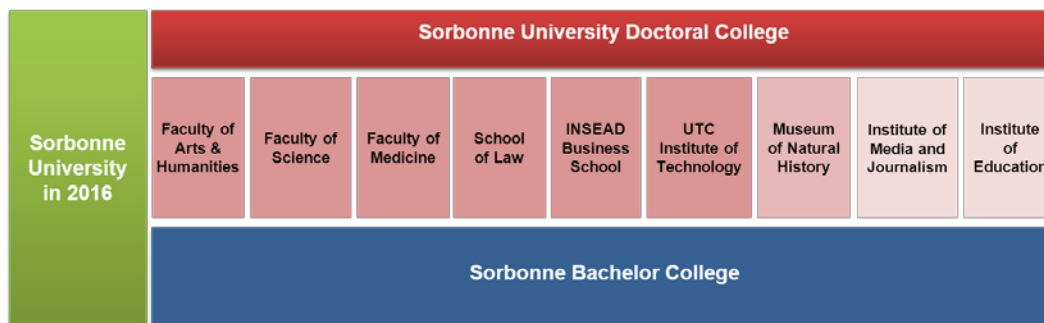 Sorbonne University Doctoral College
Sorbonne
University
in 2016
Faculty of
Arts &
Humanities
Faculty of
Science
Faculty of
Medicine
School
of Law
INSEAD
Business
School
UTC
Institute of
Technology
Museum
of Natural
History
Institute of
Media and
Journalism
Institute
of
Education
Sorbonne Bachelor College